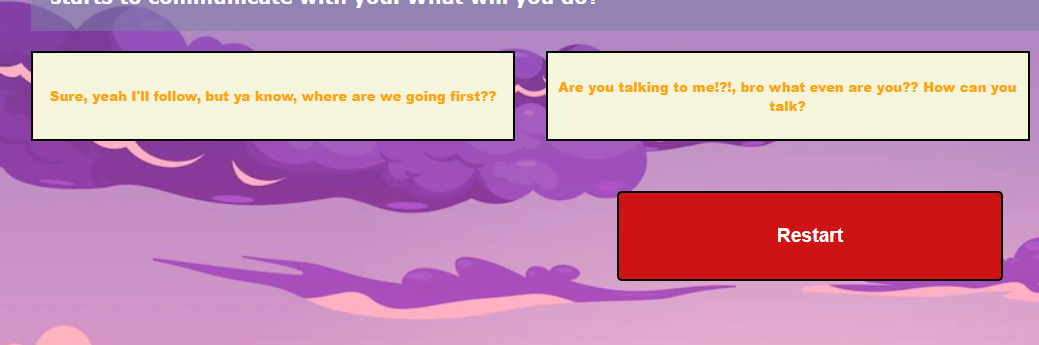 starts to communicate with you. What will you do?
Sure, yeah I'll follow, but ya know, where are we going first??
Are you talking to me!?!, bro what even are you?? How can you
talk?
Restart